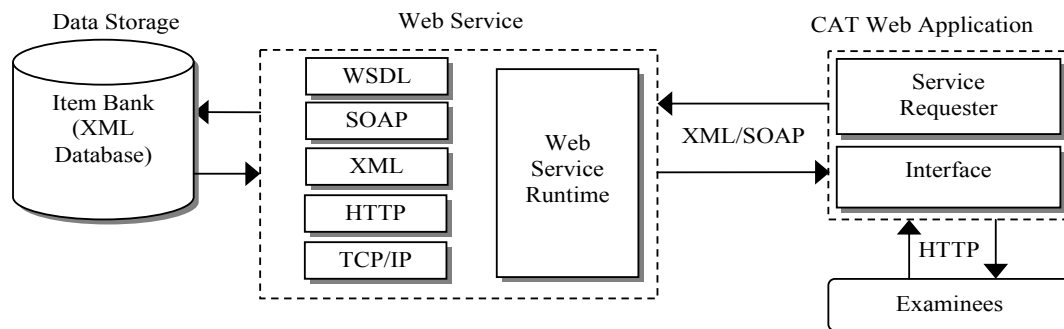 Data Storage
Item Bank
(XML
Database)
Web Service
WSDL
SOAP
XML
HTTP
TCP/IP
Web
Service
Runtime
XML/SOAP
CAT Web Application
Service
Requester
Interface
HTTP
Examinees